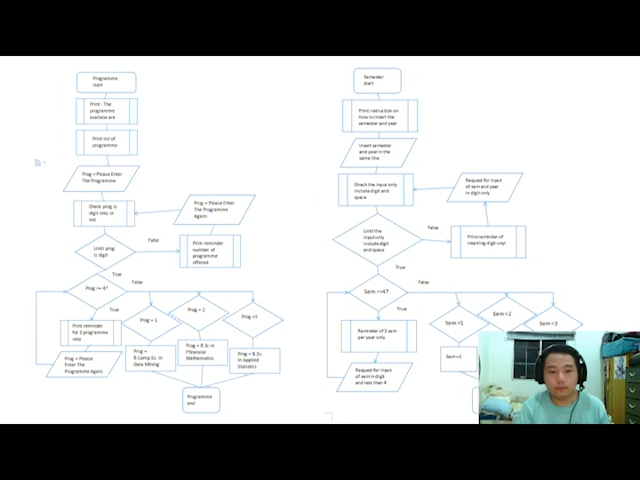 Programme
start
Print : The
programme
available are
Print list of
programme
Prog = Please Enter
The Programme
Check prog is
digit only or
not
Prog = Please Enter
The Programme
Again
Until prog
is digit
False
Print reminder
number of
programme
offered
True
Prog >= 4?
False
True
Print reminder
for 3 programme
only
Prog = 1
Prog = 2
Prog =3
Prog = Please
Enter The
Programme Again
Prog =
B.Comp.Sc. In
Data Mining
Prog = B.Sc in
Financial
Mathematics
Prog = B.Sc.
In Applied
Statistics
Programme
end
Semester
start
Print instruction on
how to insert the
semester and year
Insert semester
and year in the
same line
Check the input only
include digit and
space
Request for input
of sem and year
in digit only
Until the
input only
include digit
and space
False
Print reminder of
inserting digit only!
True
Sem >=4?
False
True
Reminder of 3 sem
per year only
Sem =1
Sem =2
Sem =3
Request for input
of sem in digit
and less than 4
Sem=1